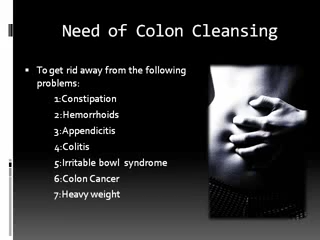 Need of Colon Cleansing
To get rid away from the following
problems:
1:Constipation
2:Hemorrhoids
3:Appendicitis
4:Colitis
5:Irritable bowl syndrome
6:Colon Cancer
7:Heavy weight